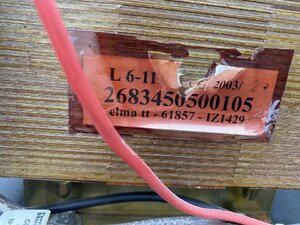 L 6-11 2003/
2683450500105
elma tt - 61857 - IZ1429